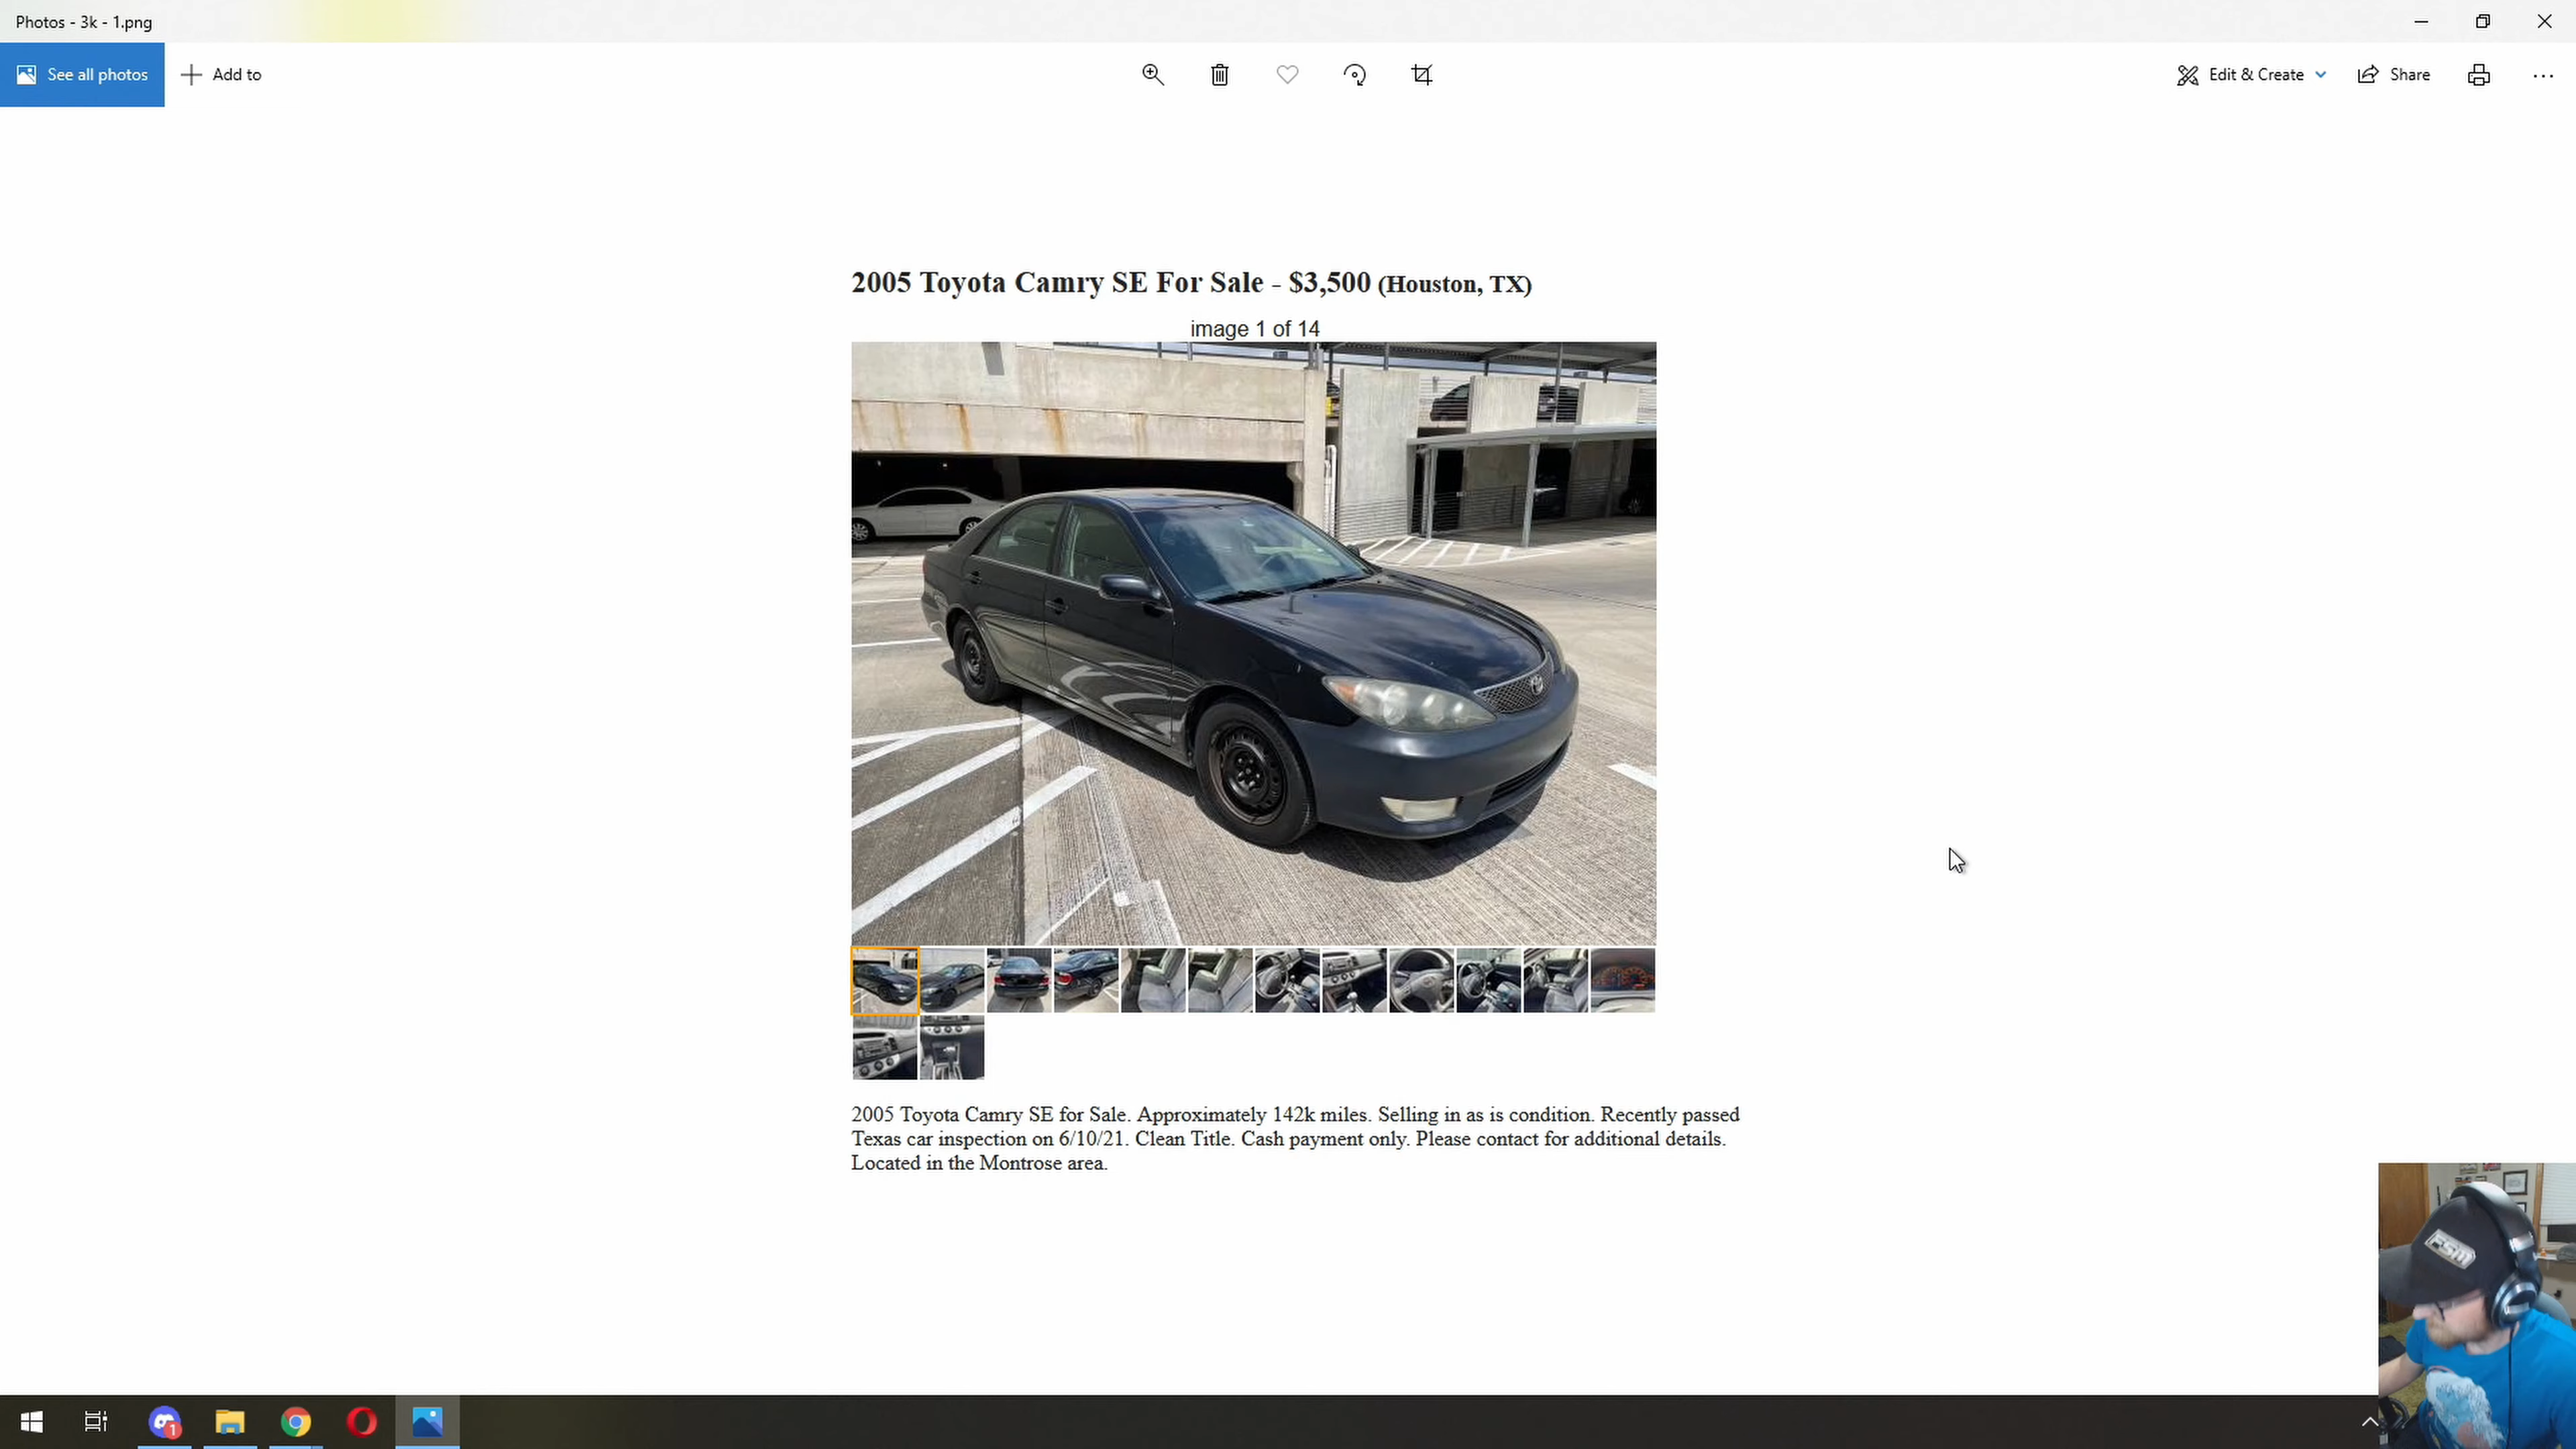 Photos - 3k - 1.png
See all photos
Add to
Edit & Create
Share
2005 Toyota Camry SE For Sale - $3,500 (Houston, TX)
image 1 of 14
2005 Toyota Camry SE for Sale. Approximately 142k miles. Selling in as is condition. Recently passed
Texas car inspection on 6/10/21. Clean Title. Cash payment only. Please contact for additional details.
Located in the Montrose area.
FSM
1